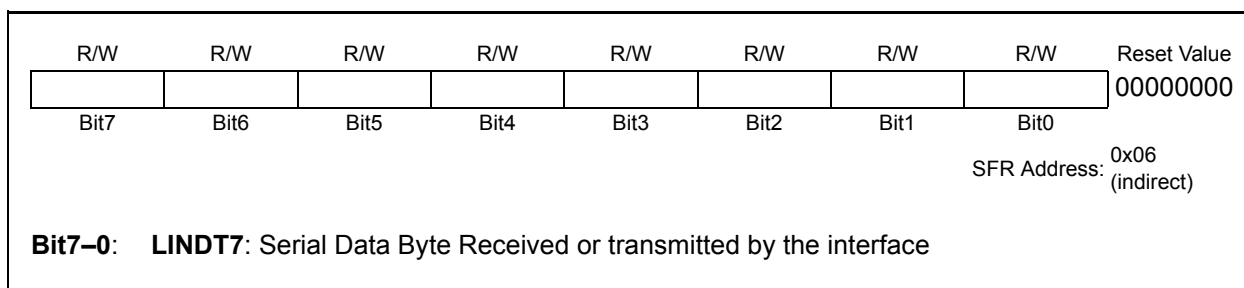 R/W R/W R/W R/W R/W R/W R/W R/W Reset Value
00000000
Bit7 Bit6 Bit5 Bit4 Bit3 Bit2 Bit1 Bit0
SFR Address: 0x06
(indirect)
Bit7–0: LINDT7: Serial Data Byte Received or transmitted by the interface